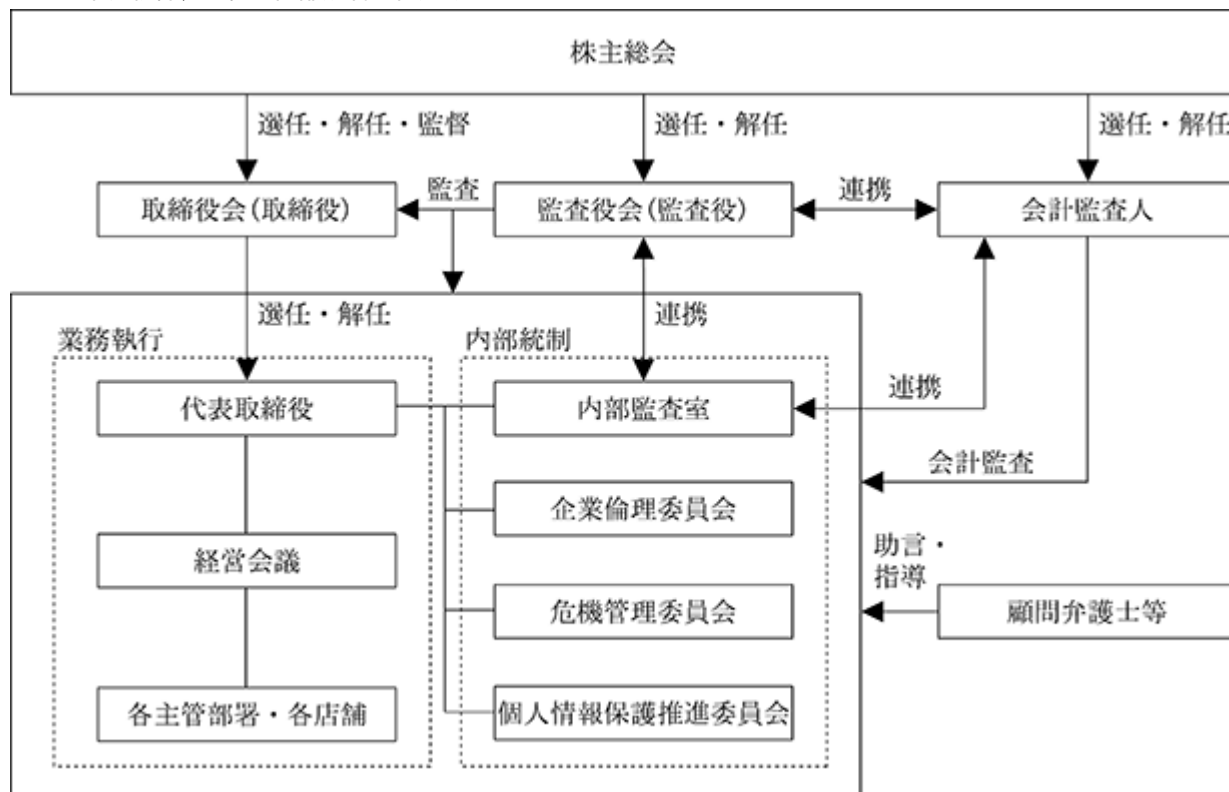 株主総会
選任・解任・監督
選任・解任
選任・解任
取締役会(取締役)
監査
監査役会(監査役)
連携
会計監査人
選任・解任
連携
業務執行
内部統制
代表取締役
内部監査室
連携
会計監査
企業倫理委員会
経営会議
助言・
指導
危機管理委員会
顧問弁護士等
各主管部署・各店舗
個人情報保護推進委員会